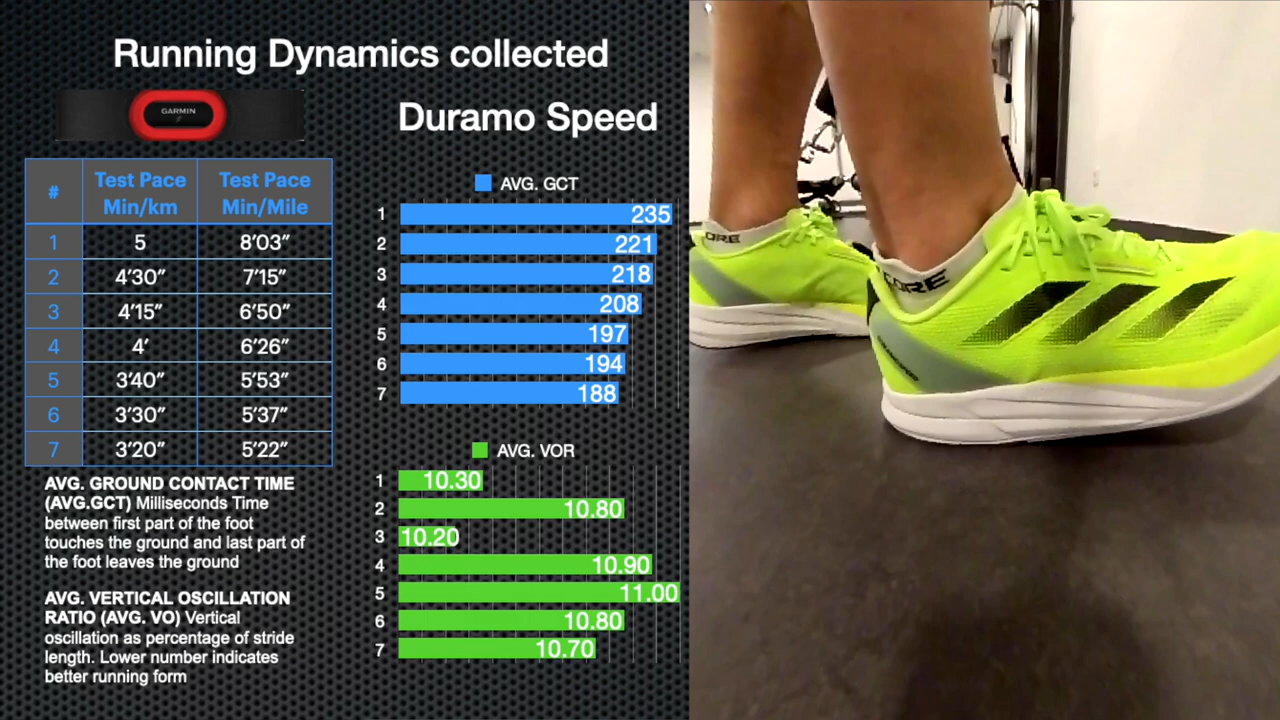 Running Dynamics collected
GARMIN
Duramo Speed
# Test Pace Min/km Test Pace Min/Mile
1 5 8’03”
2 4’30” 7’15”
3 4’15” 6’50”
4 4’ 6’26”
5 3’40” 5’53”
6 3’30” 5’37”
7 3’20” 5’22”
AVG. GROUND CONTACT TIME
(AVG.GCT) Milliseconds Time
between first part of the foot
touches the ground and last part of
the foot leaves the ground
AVG. VERTICAL OSCILLATION
RATIO (AVG. VO) Vertical
oscillation as percentage of stride
length. Lower number indicates
better running form
AVG. GCT
1 235
2 221
3 218
4 208
5 197
6 194
7 188
AVG. VOR
1 10.30
2 10.80
3 10.20
4 10.90
5 11.00
6 10.80
7 10.70
ORE
CORE